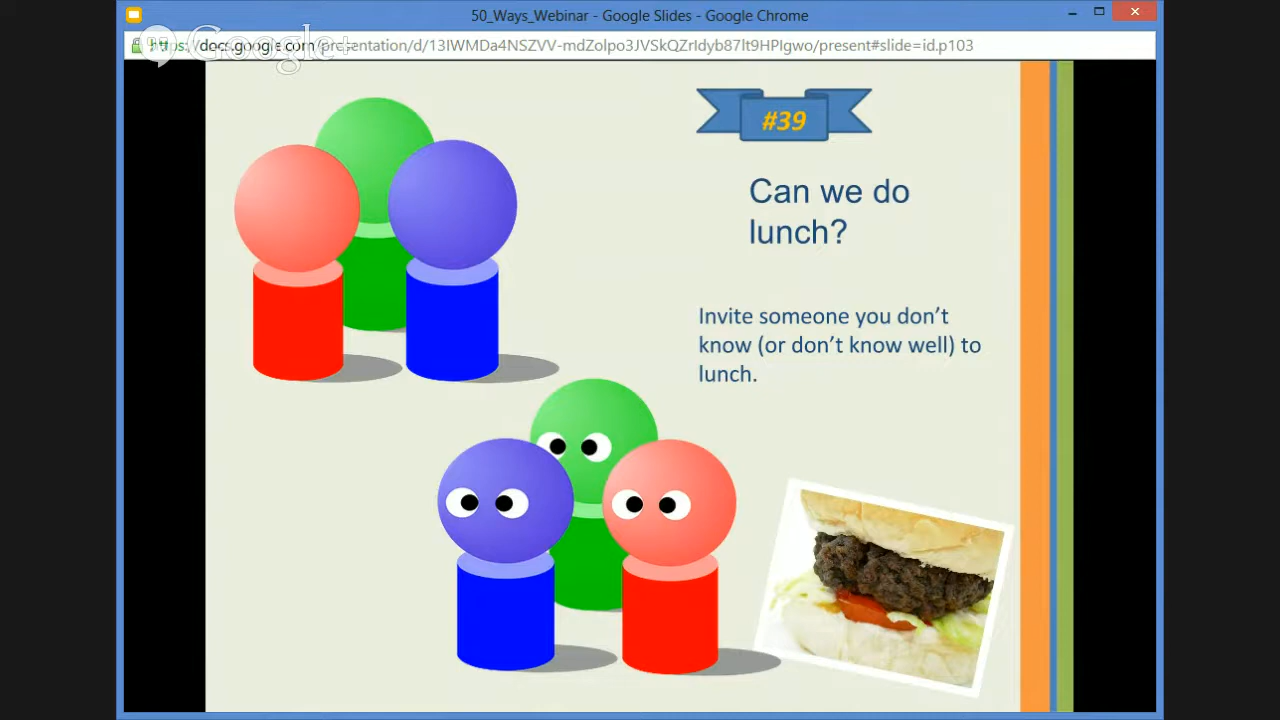 50_Ways_Webinar - Google Slides - Google Chrome
https://docs.google.com/presentation/d/13IWMDa4NSZVV-mdZolpo3JVSkQZrIdyb87lt9HPIgwo/present#slide=id.p103
Google+
#39
Can we do
lunch?
Invite someone you don’t
know (or don’t know well) to
lunch.